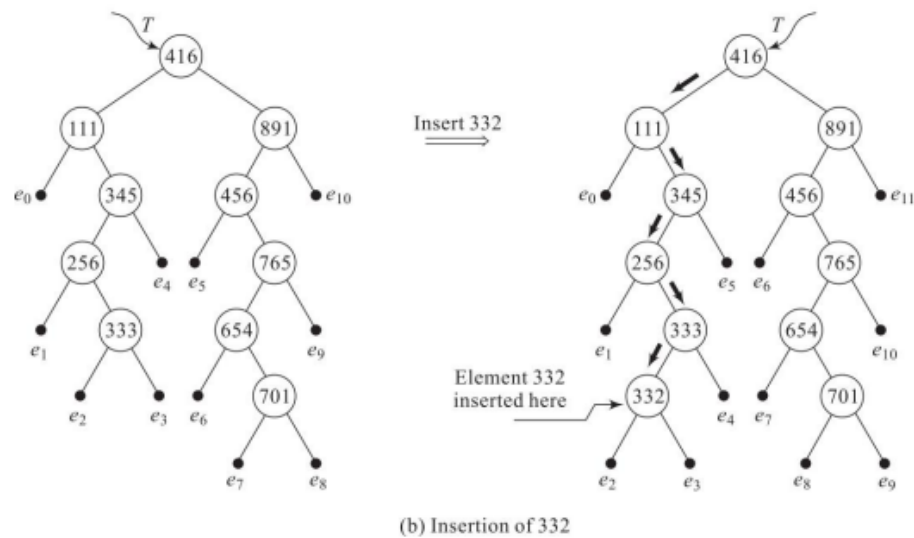 T
T
416
416
111
891
Insert 332
111
891
e0
345
456
e10
e0
345
456
e11
256
e4
e5
765
256
e5
e6
765
e1
333
654
e9
e1
333
654
e10
Element 332
inserted here
e2
e3
e6
701
332
e4
e7
701
e7
e8
e2
e3
e8
e9
(b) Insertion of 332